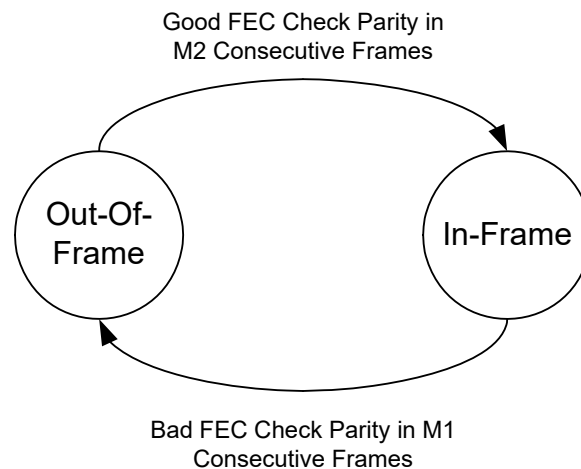 Good FEC Check Parity in
M2 Consecutive Frames
Out-Of-
Frame
In-Frame
Bad FEC Check Parity in M1
Consecutive Frames